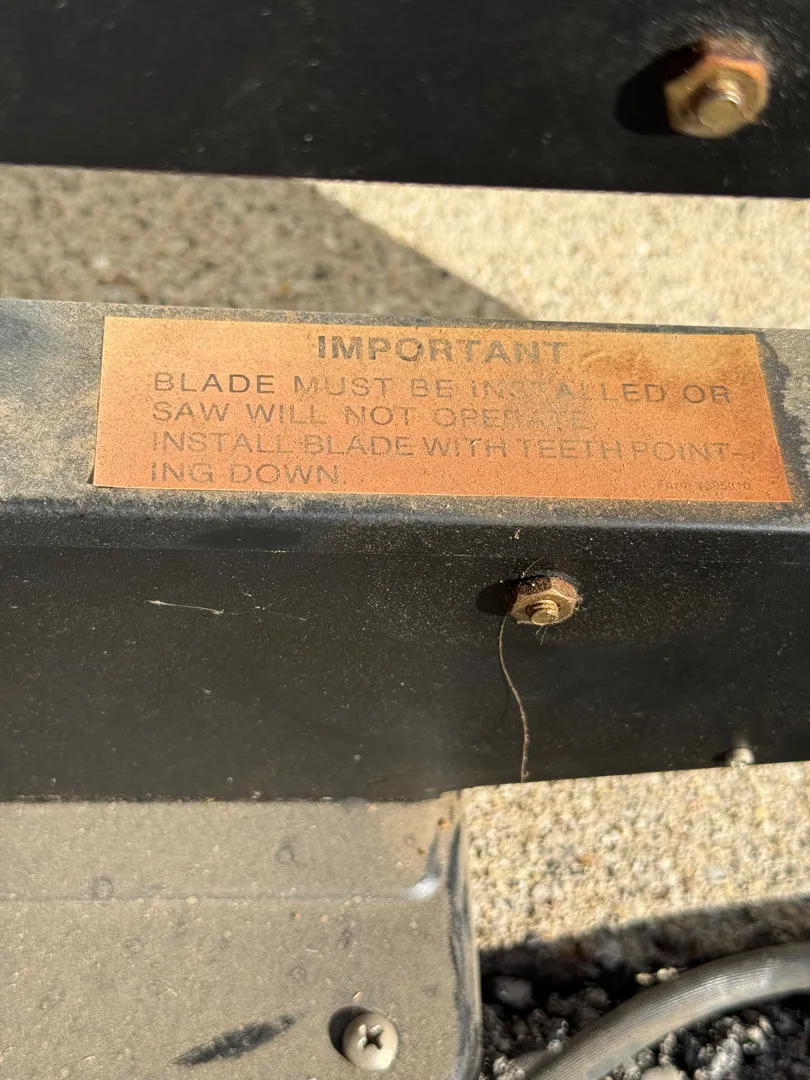 IMPORTANT
BLADE MUST BE INSTALLED OR
SAW WILL NOT OPERATE
INSTALL BLADE WITH TEETH POINT-
ING DOWN.